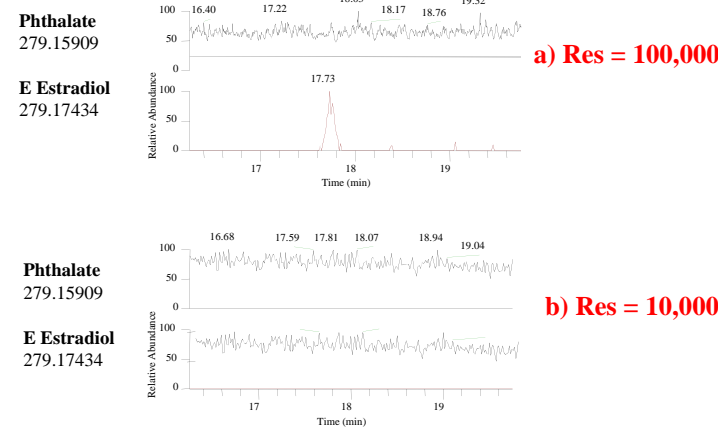 16.40 17.22 18.17 18.76
Phthalate
279.15909
100
50
0
a) Res = 100,000
E Estradiol
279.17434
Relative Abundance
17.73
100
50
0
17 18 19
Time (min)
16.68 17.59 17.81 18.07 18.94 19.04
100
50
0
Phthalate
279.15909
b) Res = 10,000
E Estradiol
279.17434
Relative Abundance
100
50
0
17 18 19
Time (min)